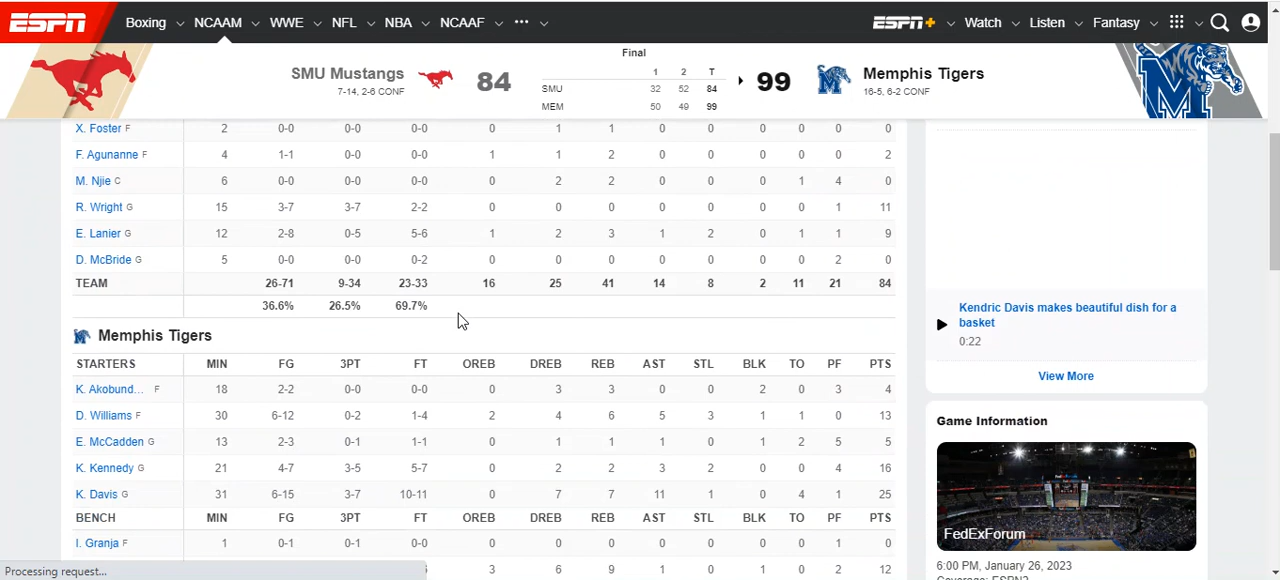 ESPN Boxing NCAAM WWE NFL NBA NCAAF ••• ESPN+ Watch Listen Fantasy
Final
SMU Mustangs 84 1 2 T 99 Memphis Tigers
7-14, 2-6 CONF SMU 32 52 84 16-5, 6-2 CONF
MEM 50 49 99
M
X. Foster F 2 0-0 0-0 0-0 0 1 1 0 0 0 0 0 0
F. Agunanne F 4 1-1 0-0 0-0 1 1 2 0 0 0 0 0 2
M. Njie C 6 0-0 0-0 0-0 0 2 2 0 0 0 1 4 0
R. Wright G 15 3-7 3-7 2-2 0 0 0 0 0 0 0 1 11
E. Lanier G 12 2-8 0-5 5-6 1 2 3 1 2 0 1 1 9
D. McBride G 5 0-0 0-0 0-2 0 0 0 0 0 0 0 2 0
TEAM 26-71 9-34 23-33 16 25 41 14 8 2 11 21 84
36.6% 26.5% 69.7%
Memphis Tigers
STARTERS MIN FG 3PT FT OREB DREB REB AST STL BLK TO PF PTS
K. Akobund... F 18 2-2 0-0 0-0 0 3 3 0 0 2 0 3 4
D. Williams F 30 6-12 0-2 1-4 2 4 6 5 3 1 1 0 13
E. McCadden G 13 2-3 0-1 1-1 0 1 1 1 0 1 2 5 5
K. Kennedy G 21 4-7 3-5 5-7 0 2 2 3 2 0 0 4 16
K. Davis G 31 6-15 3-7 10-11 0 7 7 11 1 0 4 1 25
BENCH MIN FG 3PT FT OREB DREB REB AST STL BLK TO PF PTS
I. Granja F 1 0-1 0-1 0-0 0 0 0 0 0 0 0 1 0
3 6 9 1 0 1 0 2 12
Processing request...
Kendric Davis makes beautiful dish for a
basket
0:22
View More
Game Information
FedExForum
6:00 PM, January 26, 2023
Coverage: ESPN2